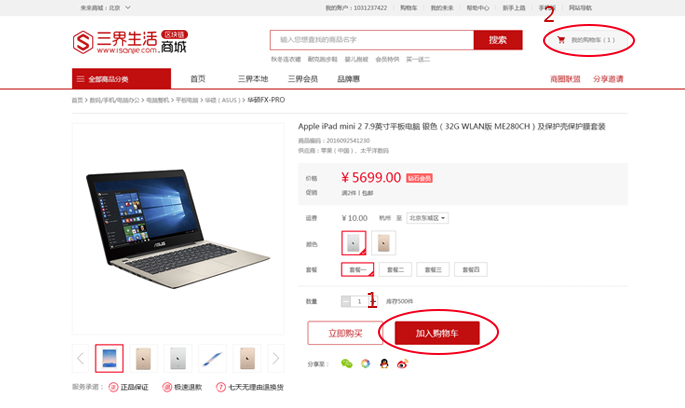 未来商城：北京
我的账户：1031237422 购物车 我的未来 帮助中心 新手上路 手机版 网站导航
2
三界生活 区块链
www.isanjie.com 商城
输入您想查找的商品名字 搜索
我的购物车（1）
秋冬连衣裙 耐克跑步鞋 婴儿拖被 会员特供 买一送二
全部商品分类 首页 三界本地 三界会员 品牌惠 商圈联盟 分享邀请
首页 > 数码/手机/电脑办公 > 电脑整机 > 平板电脑 > 华硕（ASUS）> 华硕FX-PRO
Apple iPad mini 2 7.9英寸平板电脑 银色（32G WLAN版 ME280CH）及保护壳保护膜套装
商品编码：2016092541230
供应商：苹果（中国）、太平洋数码
价格 ¥ 5699.00 钻石会员
促销 满2件 | 包邮
运费 ¥ 10.00 杭州 至 北京东城区
颜色
套餐 套餐一 套餐二 套餐三 套餐四
数量 1 库存500件
1
立即购买 加入购物车
分享至：
服务承诺： 正品保证 极速退款 7 七天无理由退换货
ASUS